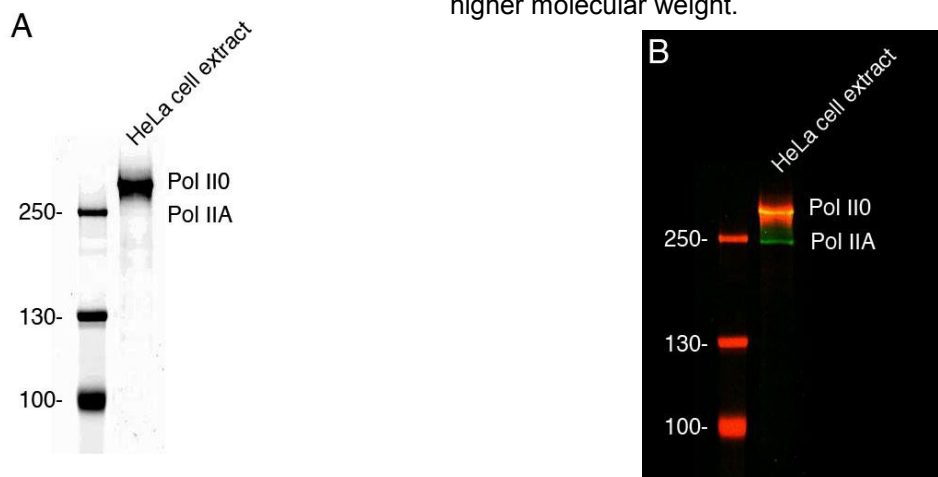 higher molecular weight.
A
HeLa cell extract
Pol II0
250-
Pol IIA
130-
100-
B
HeLa cell extract
Pol II0
250-
Pol IIA
130-
100-